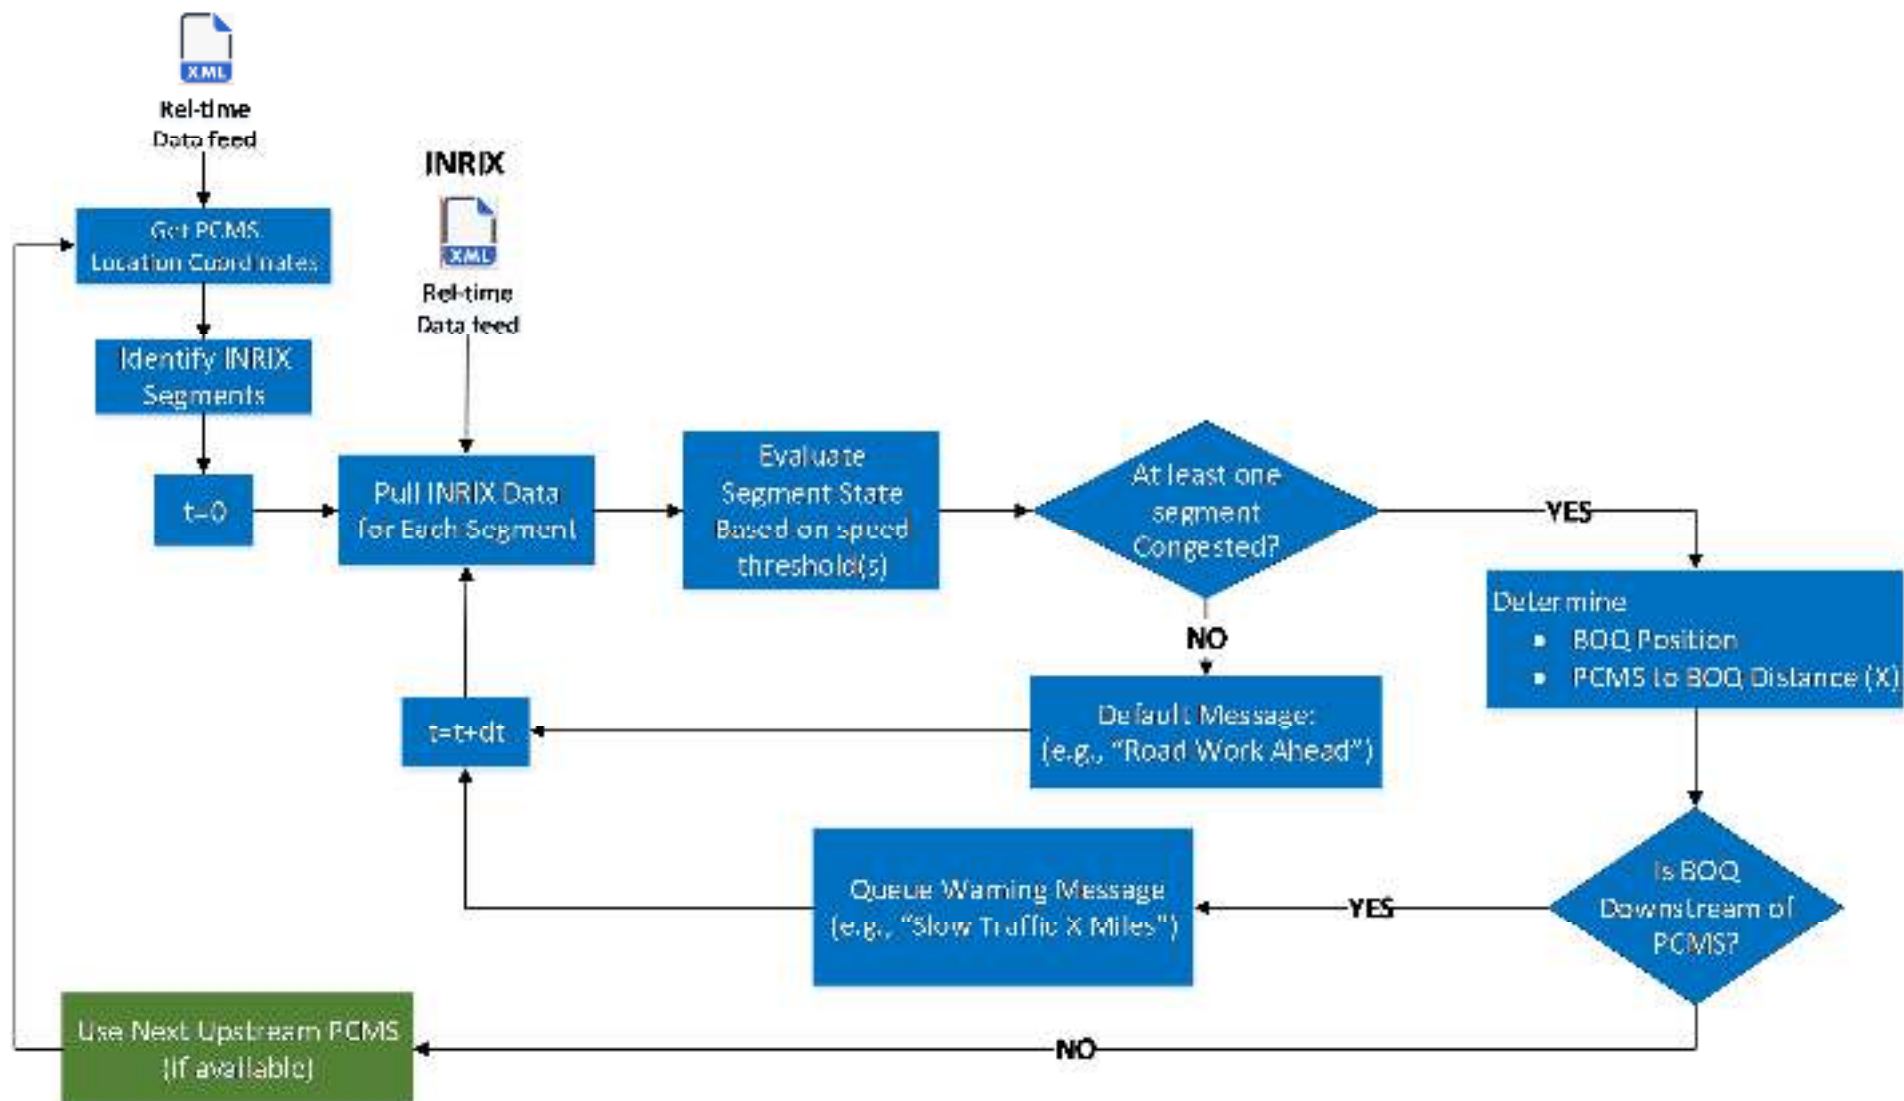 XML
Rel-time
Data feed
INRIX
XML
Rel-time
Data feed
Get PCMS
Location Coordinates
Identify INRIX
Segments
t=0
Pull INRIX Data
for Each Segment
Evaluate
Segment State
Based on speed
threshold(s)
At least one
segment
Congested?
YES
NO
Determine
• BOQ Position
• PCMS to BOQ Distance (X)
Default Message:
(e.g., “Road Work Ahead”)
t=t+dt
Is BOQ
Downstream of
PCMS?
YES
Queue Warning Message
(e.g., “Slow Traffic X Miles”)
NO
Use Next Upstream PCMS
(if available)